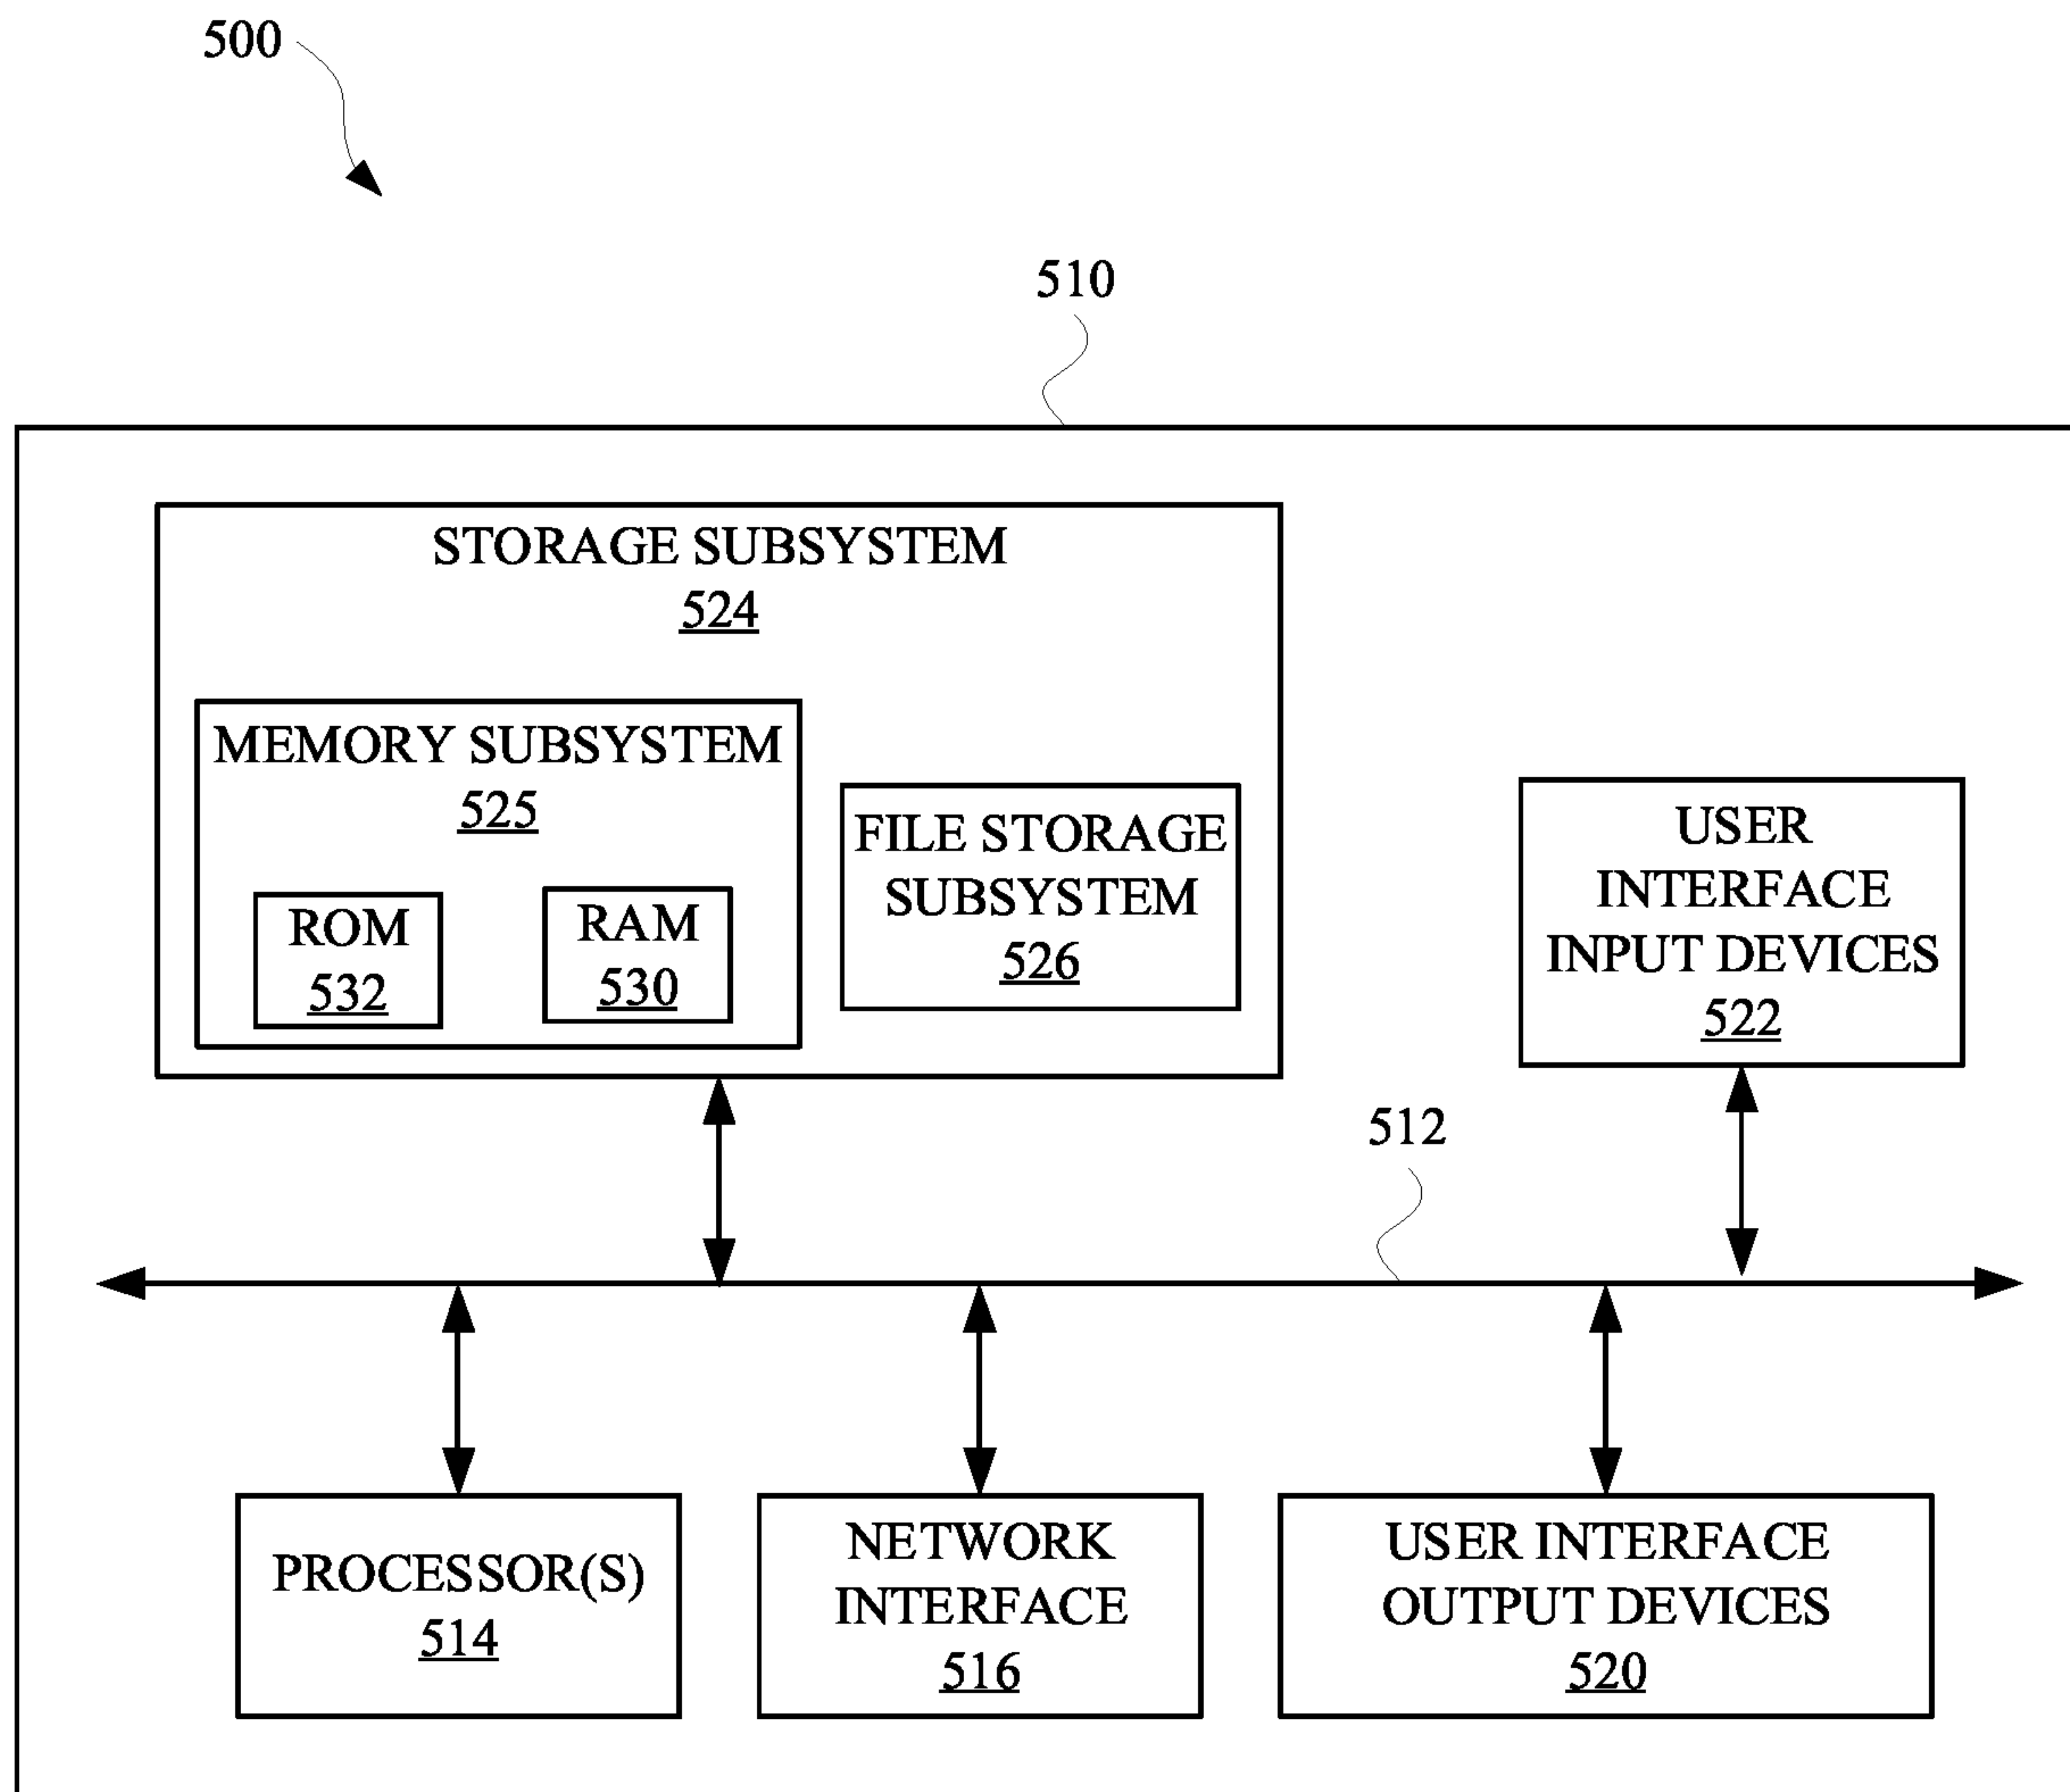 500
510
STORAGE SUBSYSTEM
524
MEMORY SUBSYSTEM
525
ROM
532
RAM
530
FILE STORAGE
SUBSYSTEM
526
USER
INTERFACE
INPUT DEVICES
522
512
PROCESSOR(S)
514
NETWORK
INTERFACE
516
USER INTERFACE
OUTPUT DEVICES
520